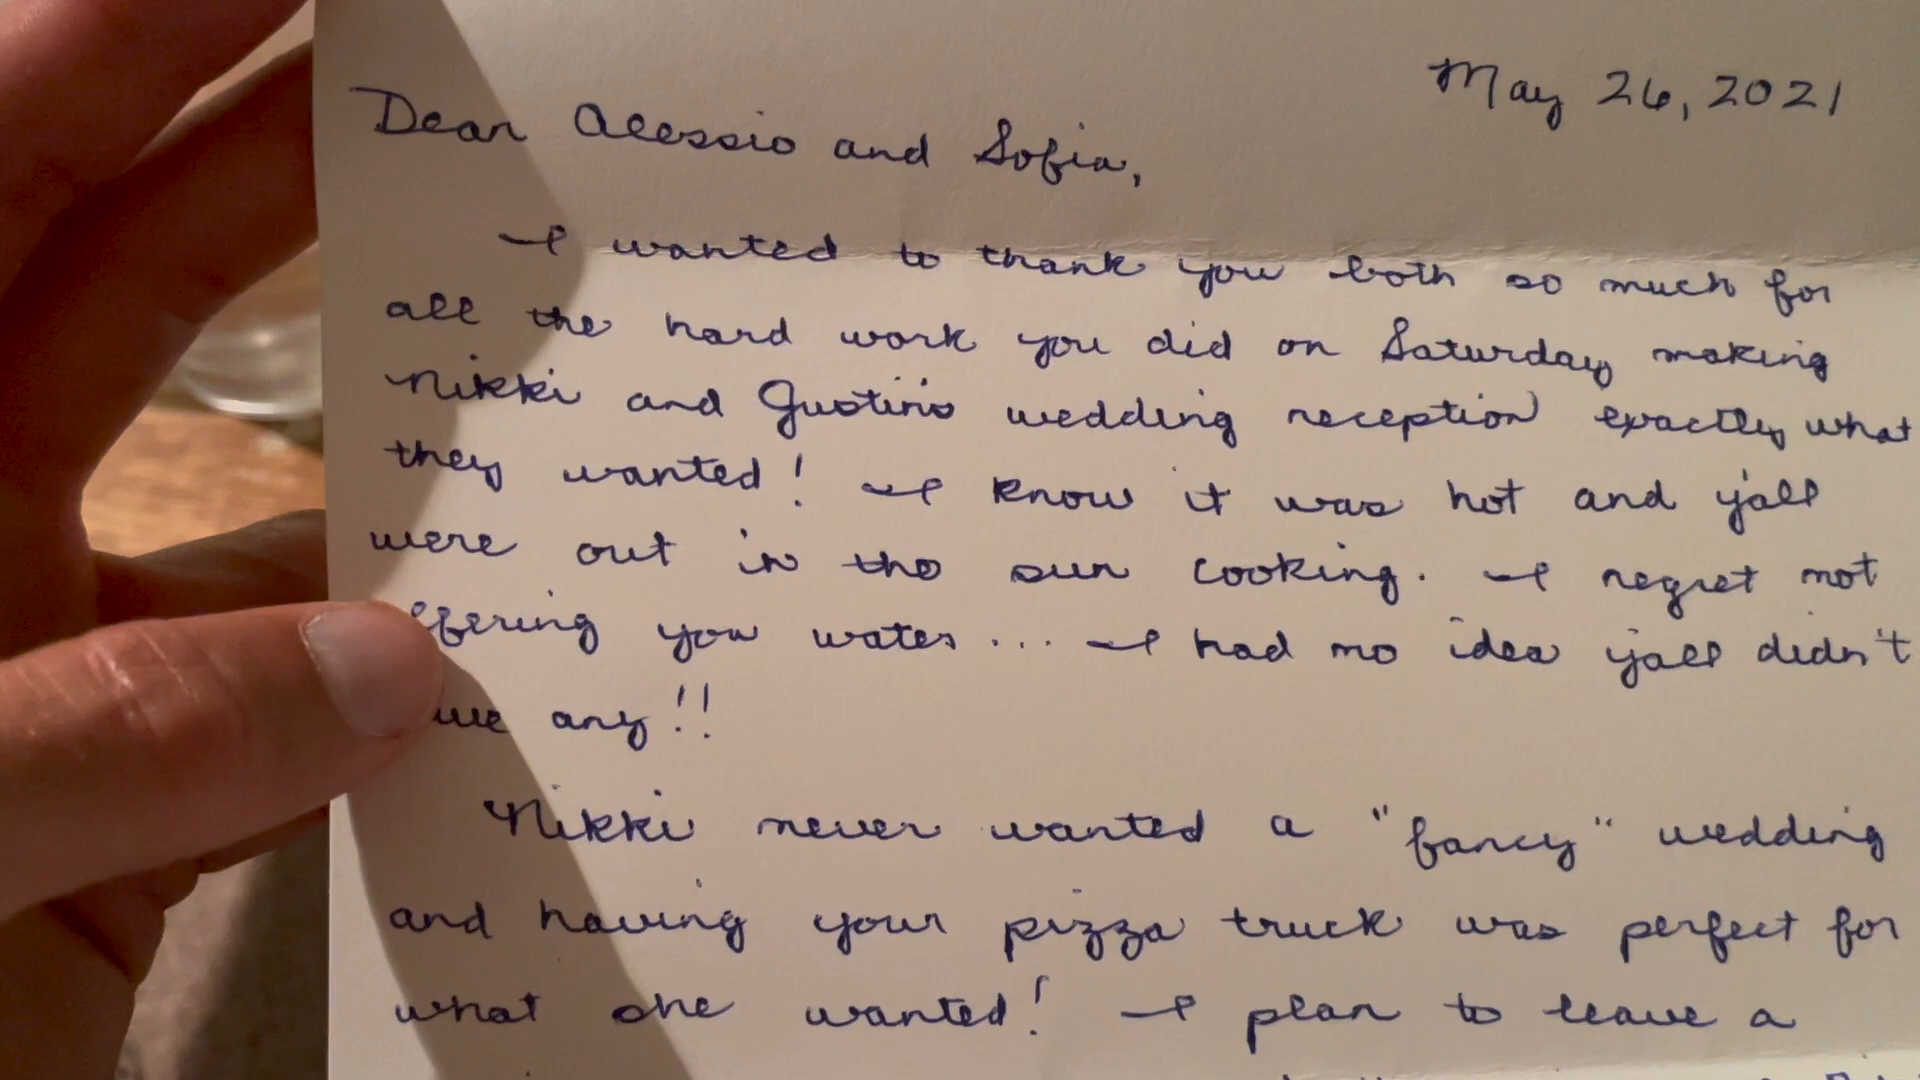 May 26, 2021
Dear Alessio and Sofia,
I wanted to thank you both so much for
all the hard work you did on Saturday making
Nikki and Justin's wedding reception exactly what
they wanted! I know it was hot and y'all
were out in the sun cooking. I regret not
ffering you water... I had no idea y'all didn't
ave any!!
Nikki never wanted a "fancy" wedding
and having your pizza truck was perfect for
what she wanted! I plan to leave a